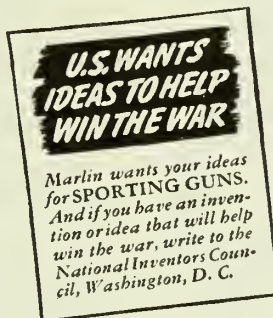 U.S. WANTS
IDEAS TO HELP
WIN THE WAR
Marlin wants your ideas
for SPORTING GUNS.
And if you have an inven-
tion or idea that will help
win the war, write to the
National Inventors Coun-
cil, Washington, D. C.